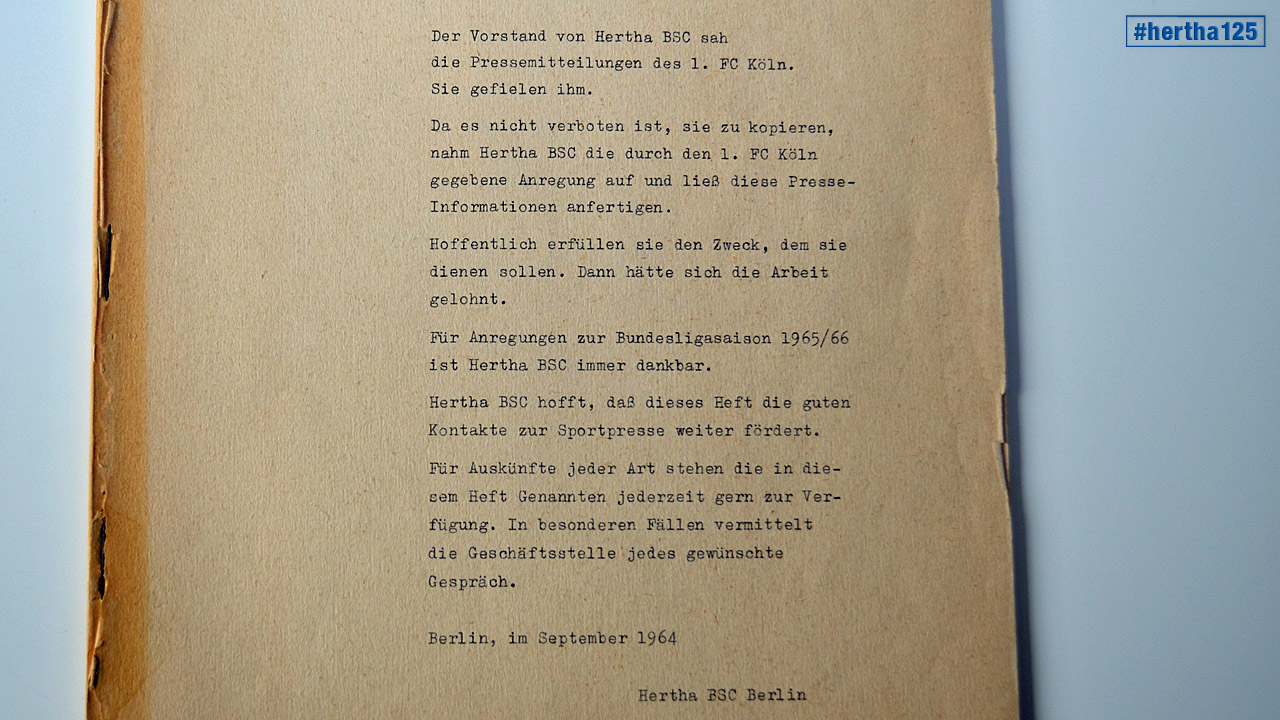 #hertha125
Der Vorstand von Hertha BSC sah
die Pressemitteilungen des 1. FC Köln.
Sie gefielen ihm.
Da es nicht verboten ist, sie zu kopieren,
nahm Hertha BSC die durch den 1. FC Köln
gegebene Anregung auf und ließ diese Presse-
Informationen anfertigen.
Hoffentlich erfüllen sie den Zweck, dem sie
dienen sollen. Dann hätte sich die Arbeit
gelohnt.
Für Anregungen zur Bundesligasaison 1965/66
ist Hertha BSC immer dankbar.
Hertha BSC hofft, daß dieses Heft die guten
Kontakte zur Sportpresse weiter fördert.
Für Auskünfte jeder Art stehen die in die-
sem Heft Genannten jederzeit gern zur Ver-
fügung. In besonderen Fällen vermittelt
die Geschäftsstelle jedes gewünschte
Gespräch.
Berlin, im September 1964
Hertha BSC Berlin